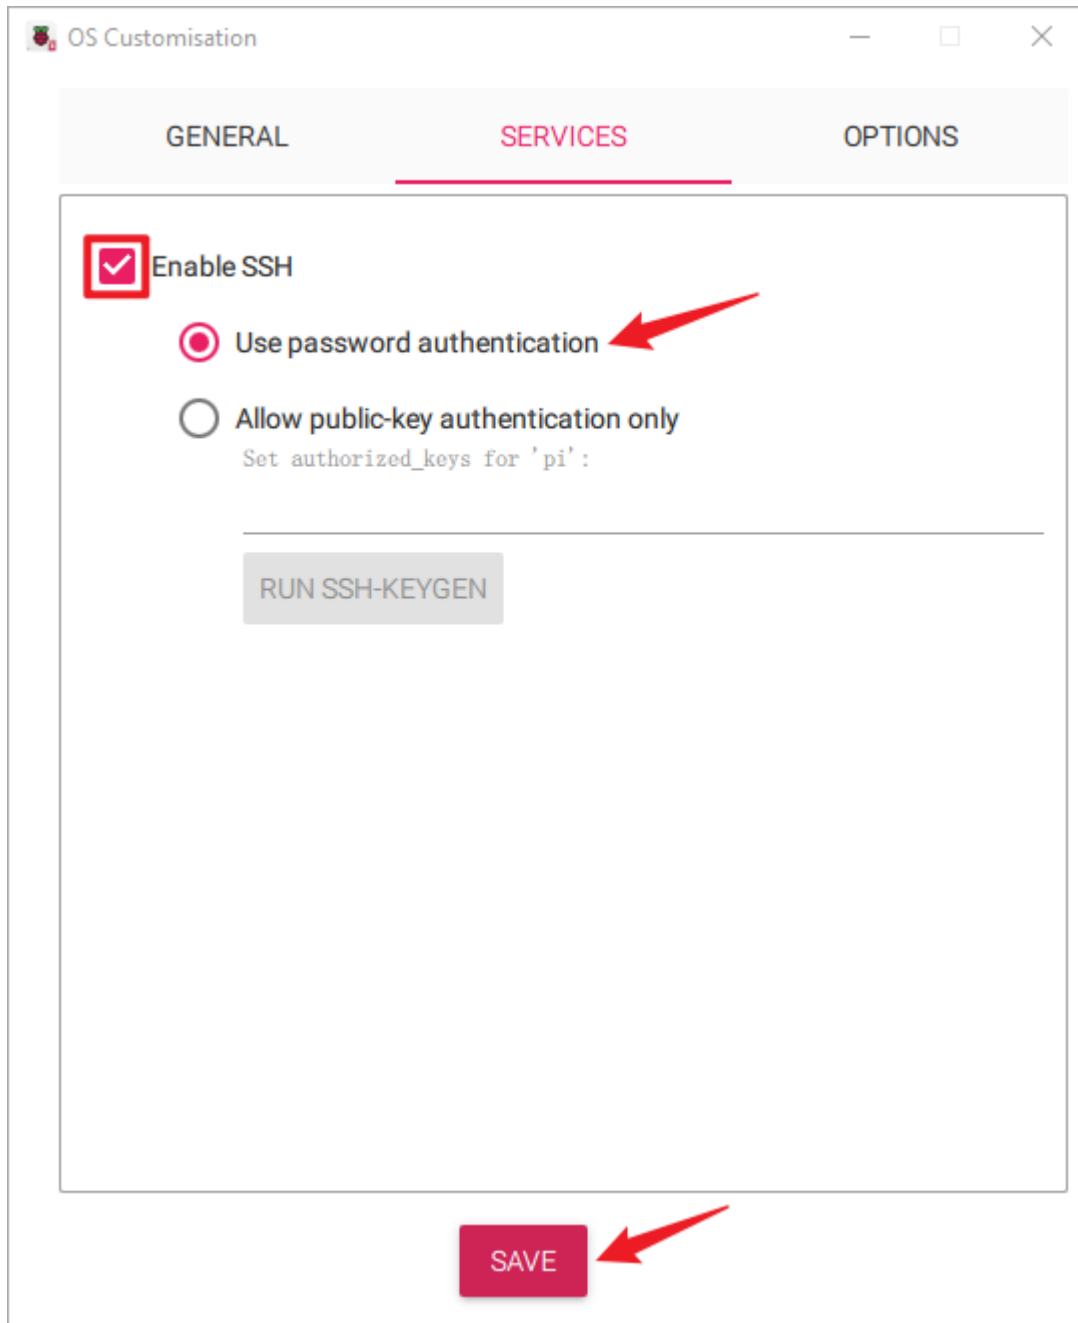 OS Customisation
GENERAL SERVICES OPTIONS
Enable SSH
Use password authentication
Allow public-key authentication only
Set authorized_keys for 'pi':
RUN SSH-KEYGEN
SAVE